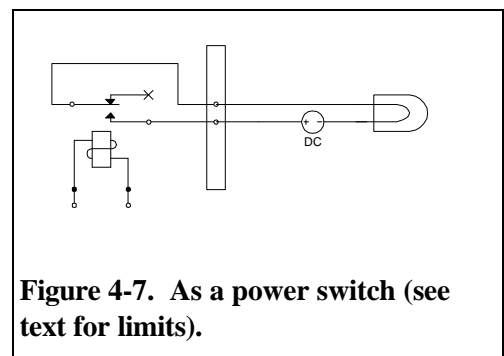 + -
DC
Figure 4-7. As a power switch (see
text for limits).